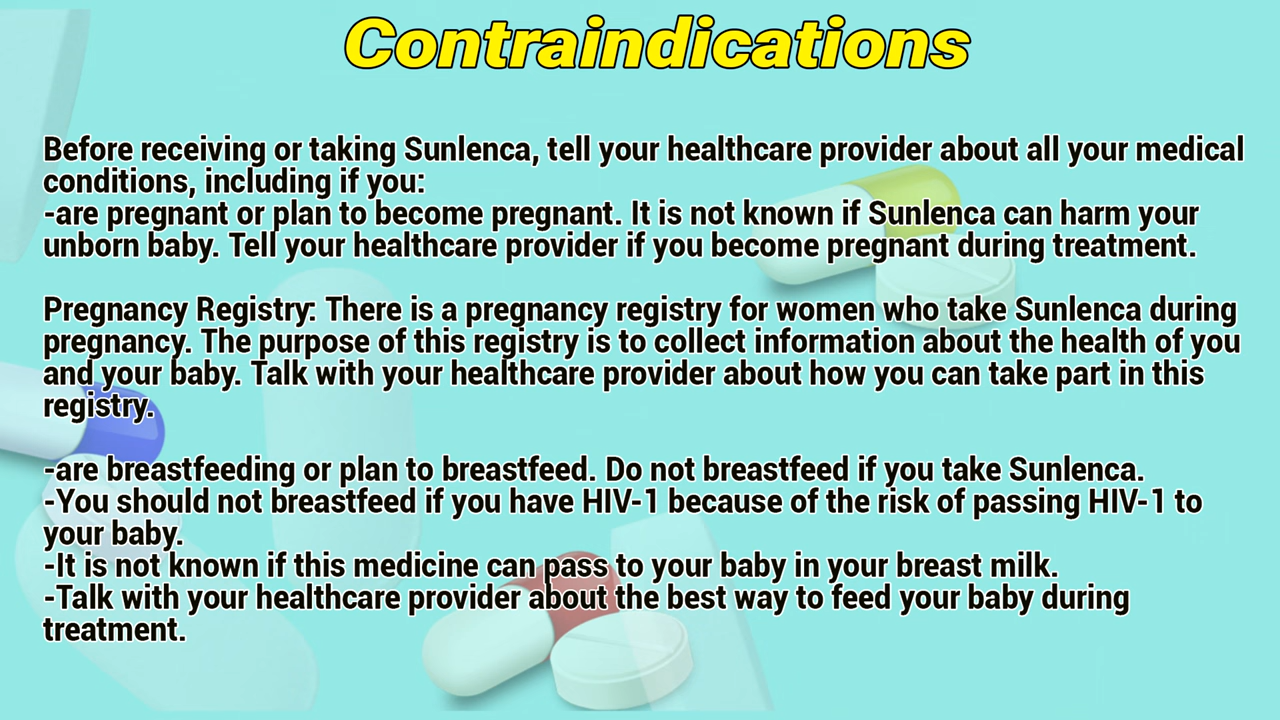 Contraindications
Before receiving or taking Sunlenca, tell your healthcare provider about all your medical
conditions, including if you:
-are pregnant or plan to become pregnant. It is not known if Sunlenca can harm your
unborn baby. Tell your healthcare provider if you become pregnant during treatment.
Pregnancy Registry: There is a pregnancy registry for women who take Sunlenca during
pregnancy. The purpose of this registry is to collect information about the health of you
and your baby. Talk with your healthcare provider about how you can take part in this
registry.
-are breastfeeding or plan to breastfeed. Do not breastfeed if you take Sunlenca.
-You should not breastfeed if you have HIV-1 because of the risk of passing HIV-1 to
your baby.
-It is not known if this medicine can pass to your baby in your breast milk.
-Talk with your healthcare provider about the best way to feed your baby during
treatment.